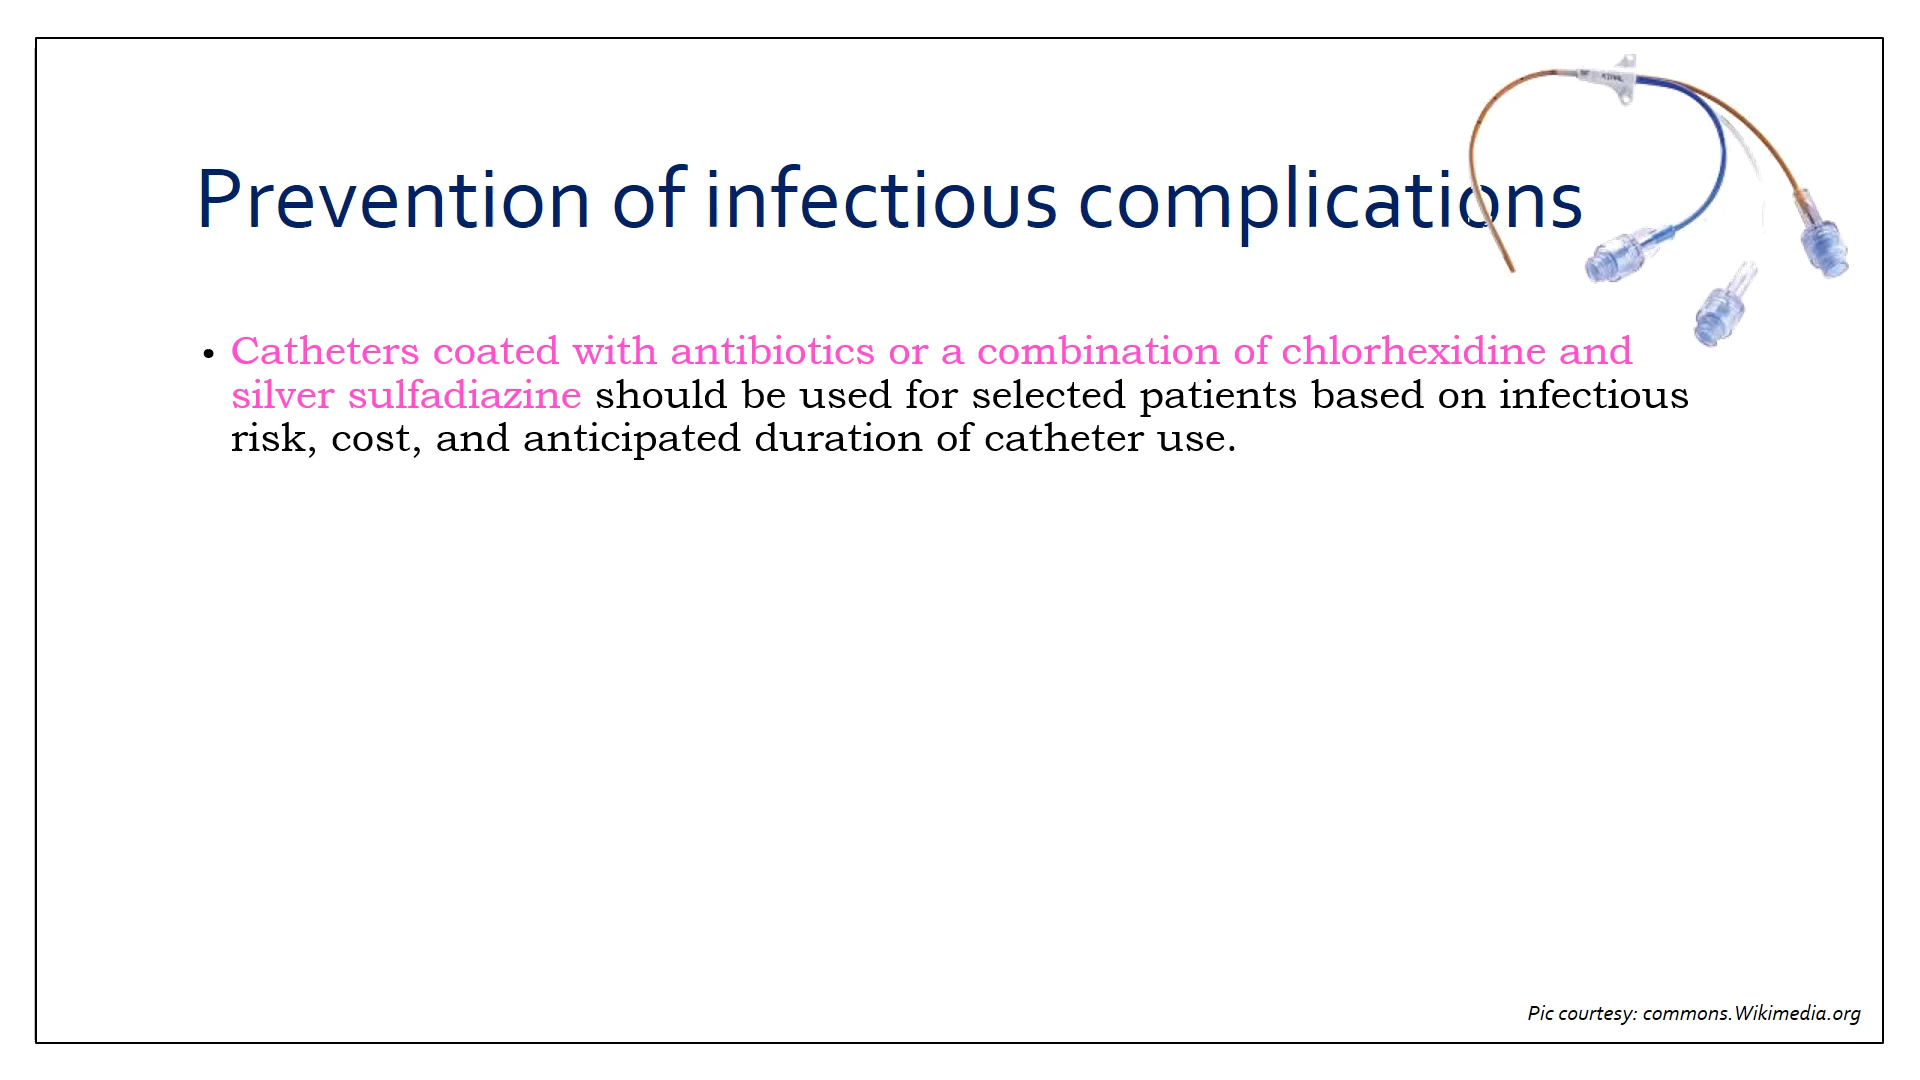 Prevention of infectious complications
• Catheters coated with antibiotics or a combination of chlorhexidine and
silver sulfadiazine should be used for selected patients based on infectious
risk, cost, and anticipated duration of catheter use.
Pic courtesy: commons.Wikimedia.org